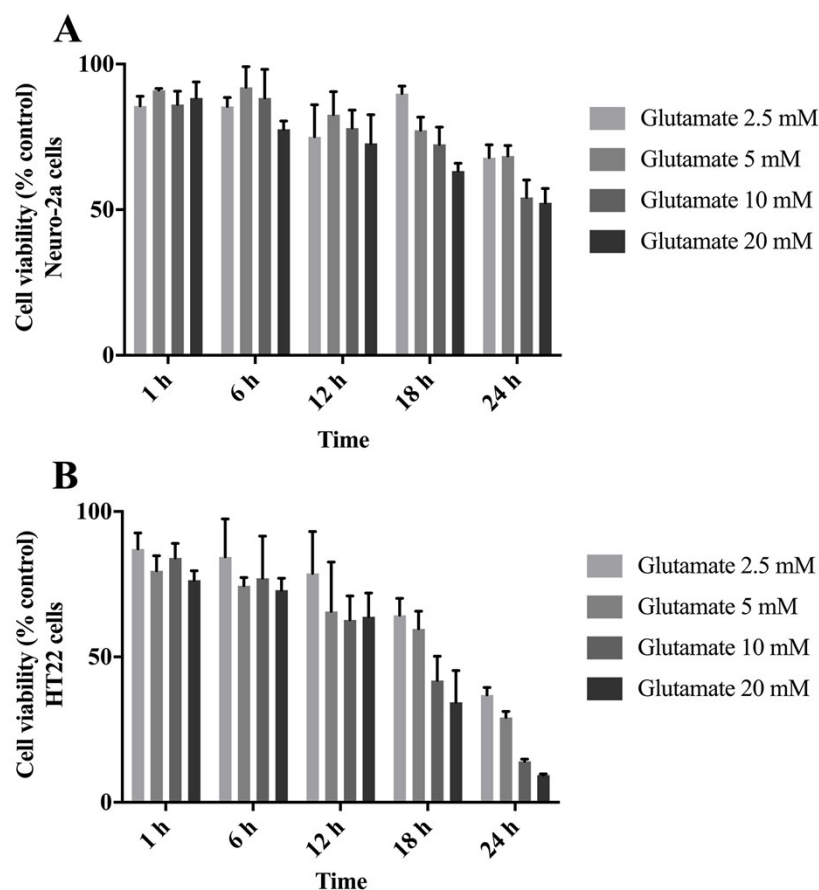 A
Cell viability (% control)
Neuro-2a cells
100
50
0
1 h
6 h
12 h
18 h
24 h
Time
Glutamate 2.5 mM
Glutamate 5 mM
Glutamate 10 mM
Glutamate 20 mM
B
Cell viability (% control)
HT22 cells
100
50
0
1 h
6 h
12 h
18 h
24 h
Time
Glutamate 2.5 mM
Glutamate 5 mM
Glutamate 10 mM
Glutamate 20 mM